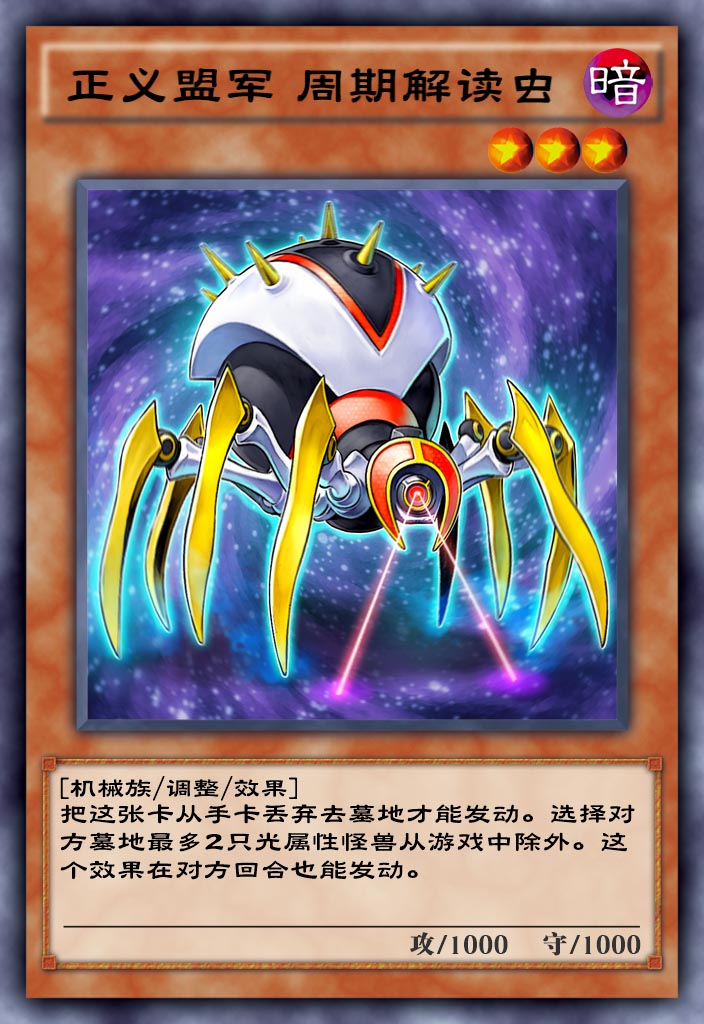 正义盟军 周期解读虫
暗
[机械族/调整/效果]
把这张卡从手卡丢弃去墓地才能发动。选择对
方墓地最多2只光属性怪兽从游戏中除外。这
个效果在对方回合也能发动。
攻/1000 守/1000